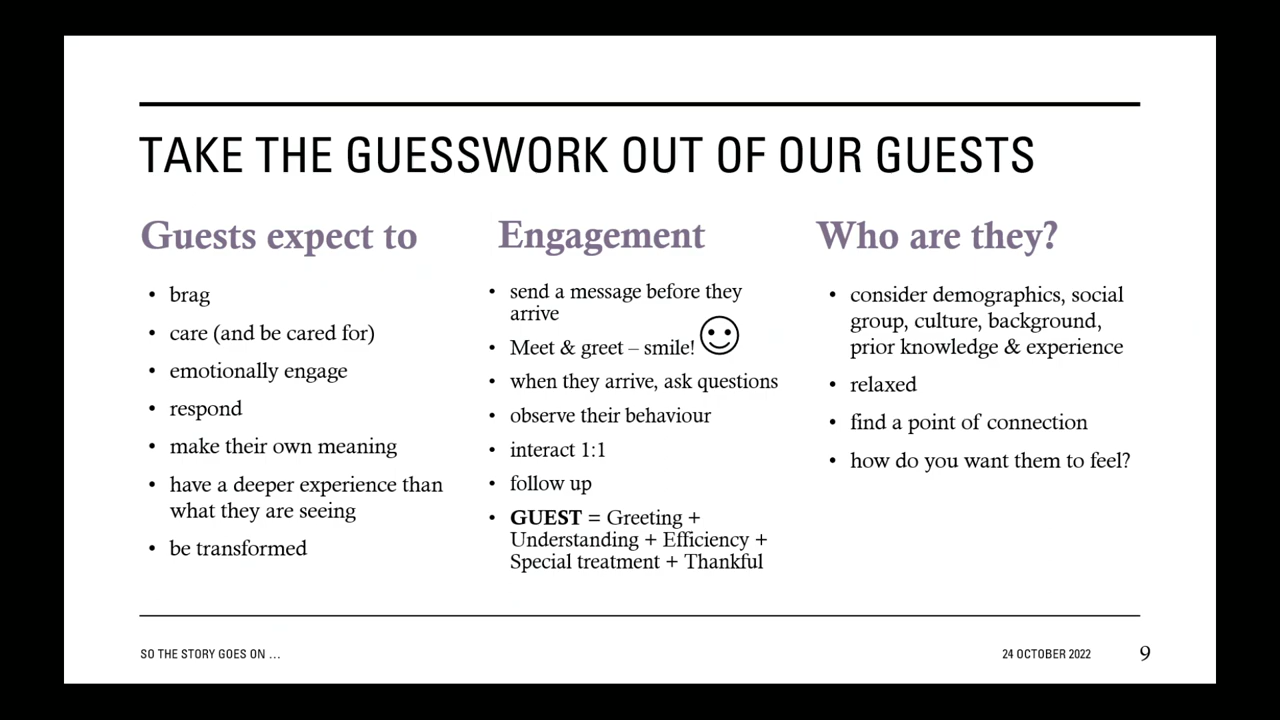 TAKE THE GUESSWORK OUT OF OUR GUESTS
Guests expect to
• brag
• care (and be cared for)
• emotionally engage
• respond
• make their own meaning
• have a deeper experience than
what they are seeing
• be transformed
Engagement
• send a message before they
arrive
• Meet & greet – smile!
• when they arrive, ask questions
• observe their behaviour
• interact 1:1
• follow up
• GUEST = Greeting +
Understanding + Efficiency +
Special treatment + Thankful
Who are they?
• consider demographics, social
group, culture, background,
prior knowledge & experience
• relaxed
• find a point of connection
• how do you want them to feel?
SO THE STORY GOES ON …
24 OCTOBER 2022
9